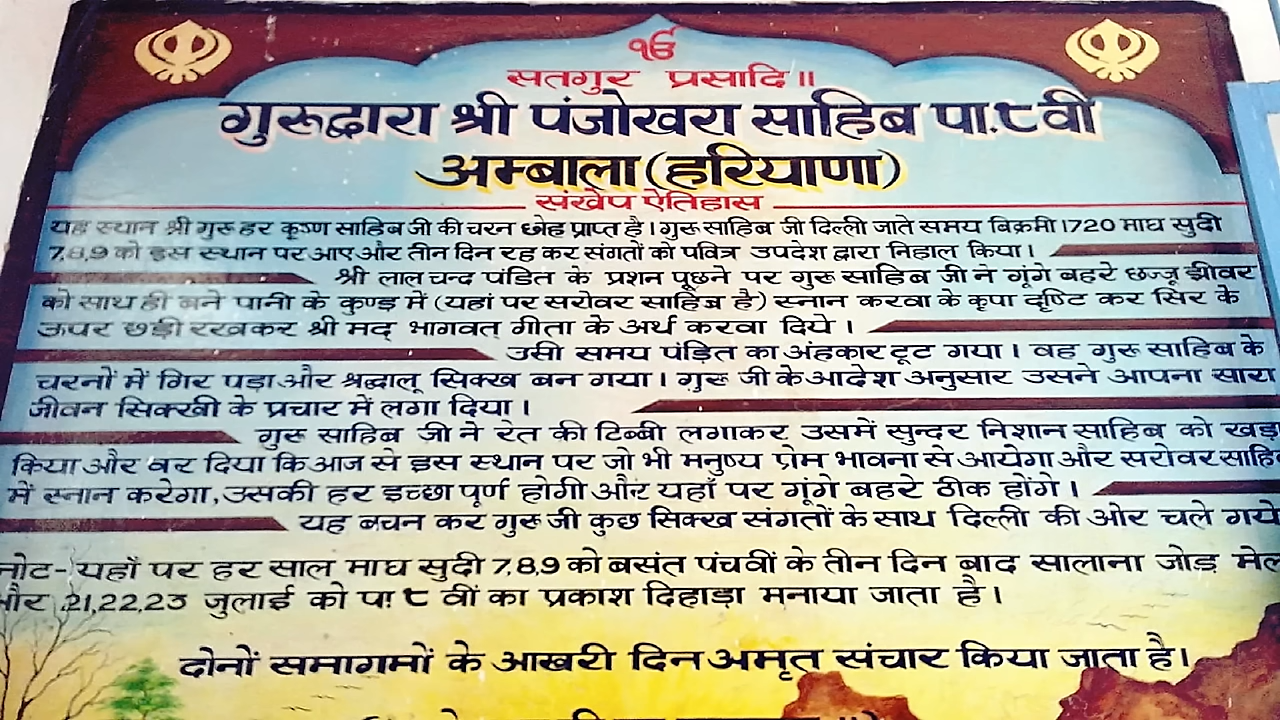 ੴ
सतगुर प्रसादि॥
गुरुद्वारा श्री पंजोखरा साहिब पा.८वी
अम्बाला (हरियाणा)
संखेप ऐतिहास
यह स्थान श्री गुरु हर कृष्ण साहिब जी की चरन छोह प्राप्त है। गुरु साहिब जी दिल्ली जाते समय बिक्रमी 1720 माघ सुदी
7,8,9 को इस स्थान पर आए और तीन दिन रह कर संगतों को पवित्र उपदेश द्वारा निहाल किया।
श्री लाल चन्द पंडित के प्रशन पूछने पर गुरु साहिब जी ने गूंगे बहरे छज्जू झीवर
को साथ ही बने पानी के कुण्ड में (यहां पर सरोवर साहिब है) स्नान करवा के कृपा दृष्टि कर सिर के
ऊपर छड़ी रखकर श्री मद् भागवत् गीता के अर्थ करवा दिये।
उसी समय पंड़ित का अंहकार टूट गया। वह गुरु साहिब के
चरनों में गिर पड़ा और श्रद्धालू सिक्ख बन गया। गुरु जी के आदेश अनुसार उसने आपना सारा
जीवन सिक्खी के प्रचार में लगा दिया।
गुरु साहिब जी ने रेत की टिब्बी लगाकर उसमें सुन्दर निशान साहिब को खड़ा
किया और वर दिया कि आज से इस स्थान पर जो भी मनुष्य प्रेम भावना से आयेगा और सरोवर साहिब
में स्नान करेगा, उसकी हर इच्छा पूर्ण होगी और यहाँ पर गूंगे बहरे ठीक होंगे।
यह बचन कर गुरु जी कुछ सिक्ख संगतों के साथ दिल्ली की ओर चले गये
नोट- यहाँ पर हर साल माघ सुदी 7,8,9 को बसंत पंचवीं के तीन दिन बाद सालाना जोड़ मेल
और 21,22,23 जुलाई को पा.८ वीं का प्रकाश दिहाड़ा मनाया जाता है।
दोनों समागमों के आखरी दिन अमृत संचार किया जाता है।